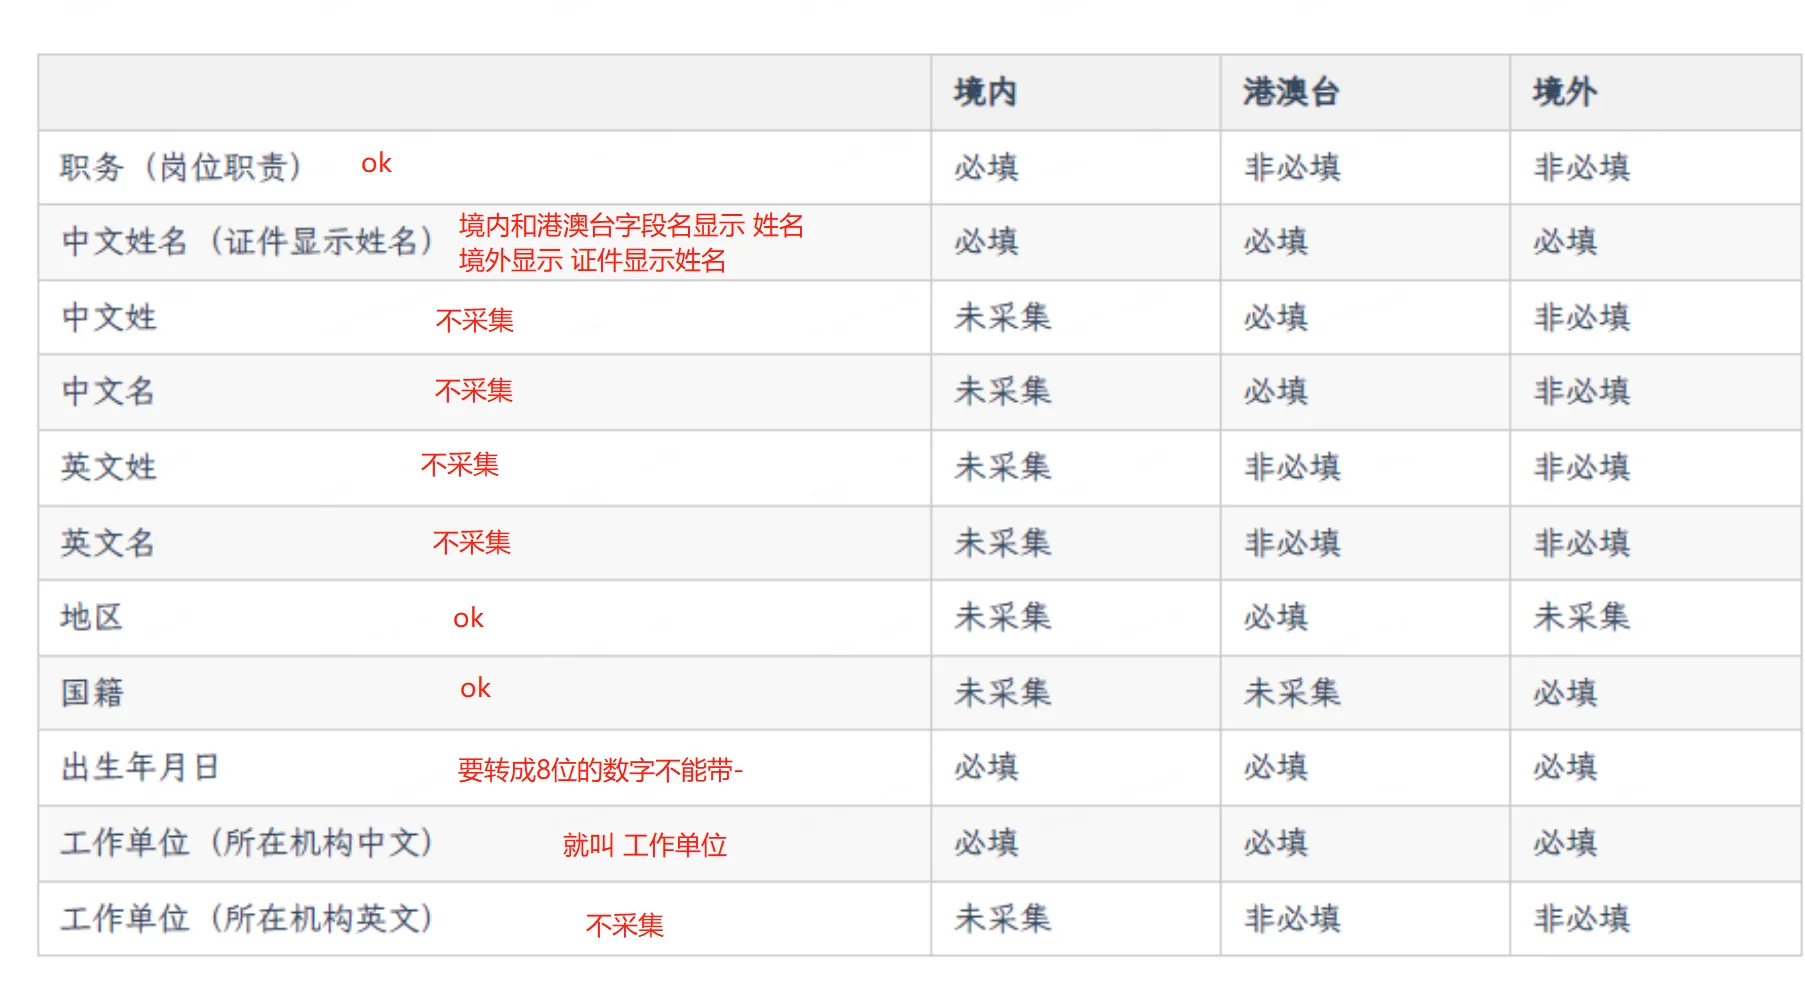 境内 港澳台 境外
职务（岗位职责） ok 必填 非必填 非必填
中文姓名（证件显示姓名） 境内和港澳台字段名显示 姓名 必填 必填 必填
境外显示 证件显示姓名
中文姓 不采集 未采集 必填 非必填
中文名 不采集 未采集 必填 非必填
英文姓 不采集 未采集 非必填 非必填
英文名 不采集 未采集 非必填 非必填
地区 ok 未采集 必填 未采集
国籍 ok 未采集 未采集 必填
出生年月日 要转成8位的数字不能带- 必填 必填 必填
工作单位（所在机构中文） 就叫 工作单位 必填 必填 必填
工作单位（所在机构英文） 不采集 未采集 非必填 非必填